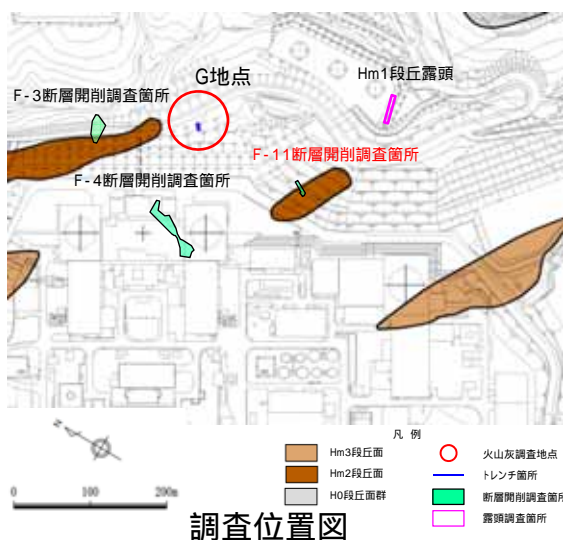 G地点
Hm1段丘露頭
F-3断層開削調査箇所
F-11断層開削調査箇所
F-4断層開削調査箇所
N
0 100 200m
調査位置図
凡例
Hm3段丘面
Hm2段丘面
H0段丘面群
火山灰調査地点
トレンチ箇所
断層開削調査箇所
露頭調査箇所